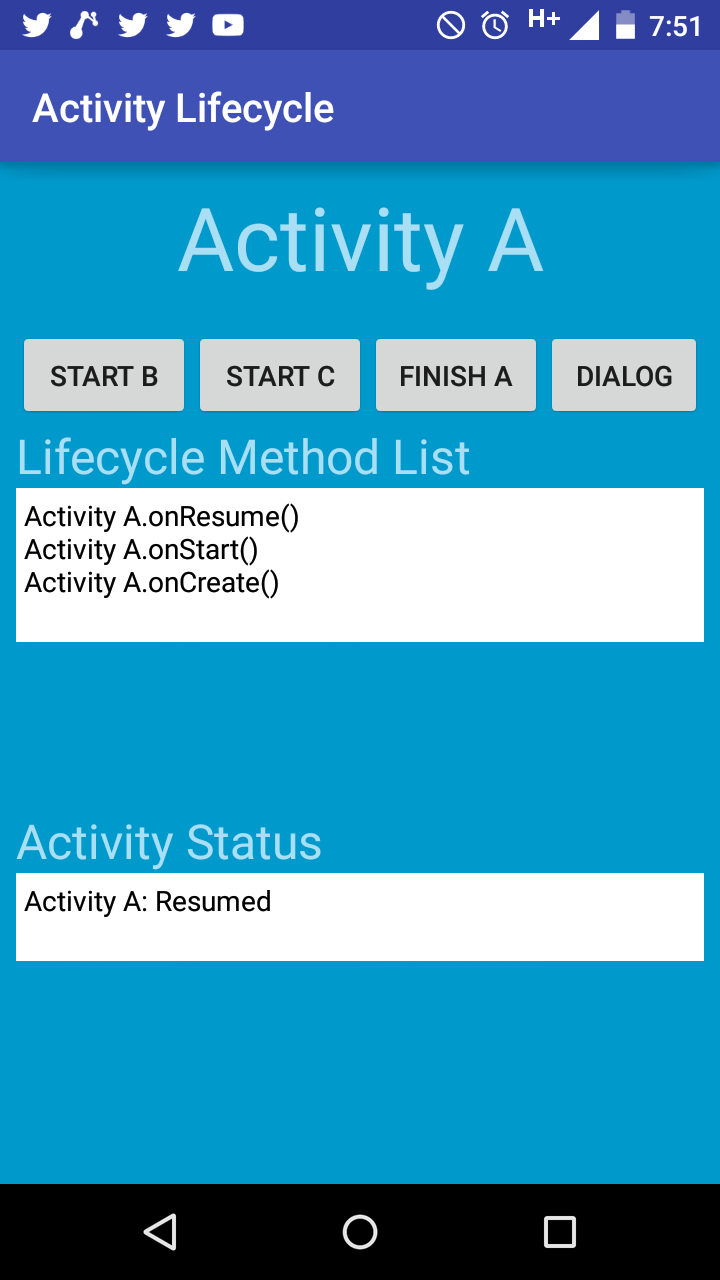 H+ 7:51
Activity Lifecycle
Activity A
START B START C FINISH A DIALOG
Lifecycle Method List
Activity A.onResume()
Activity A.onStart()
Activity A.onCreate()
Activity Status
Activity A: Resumed